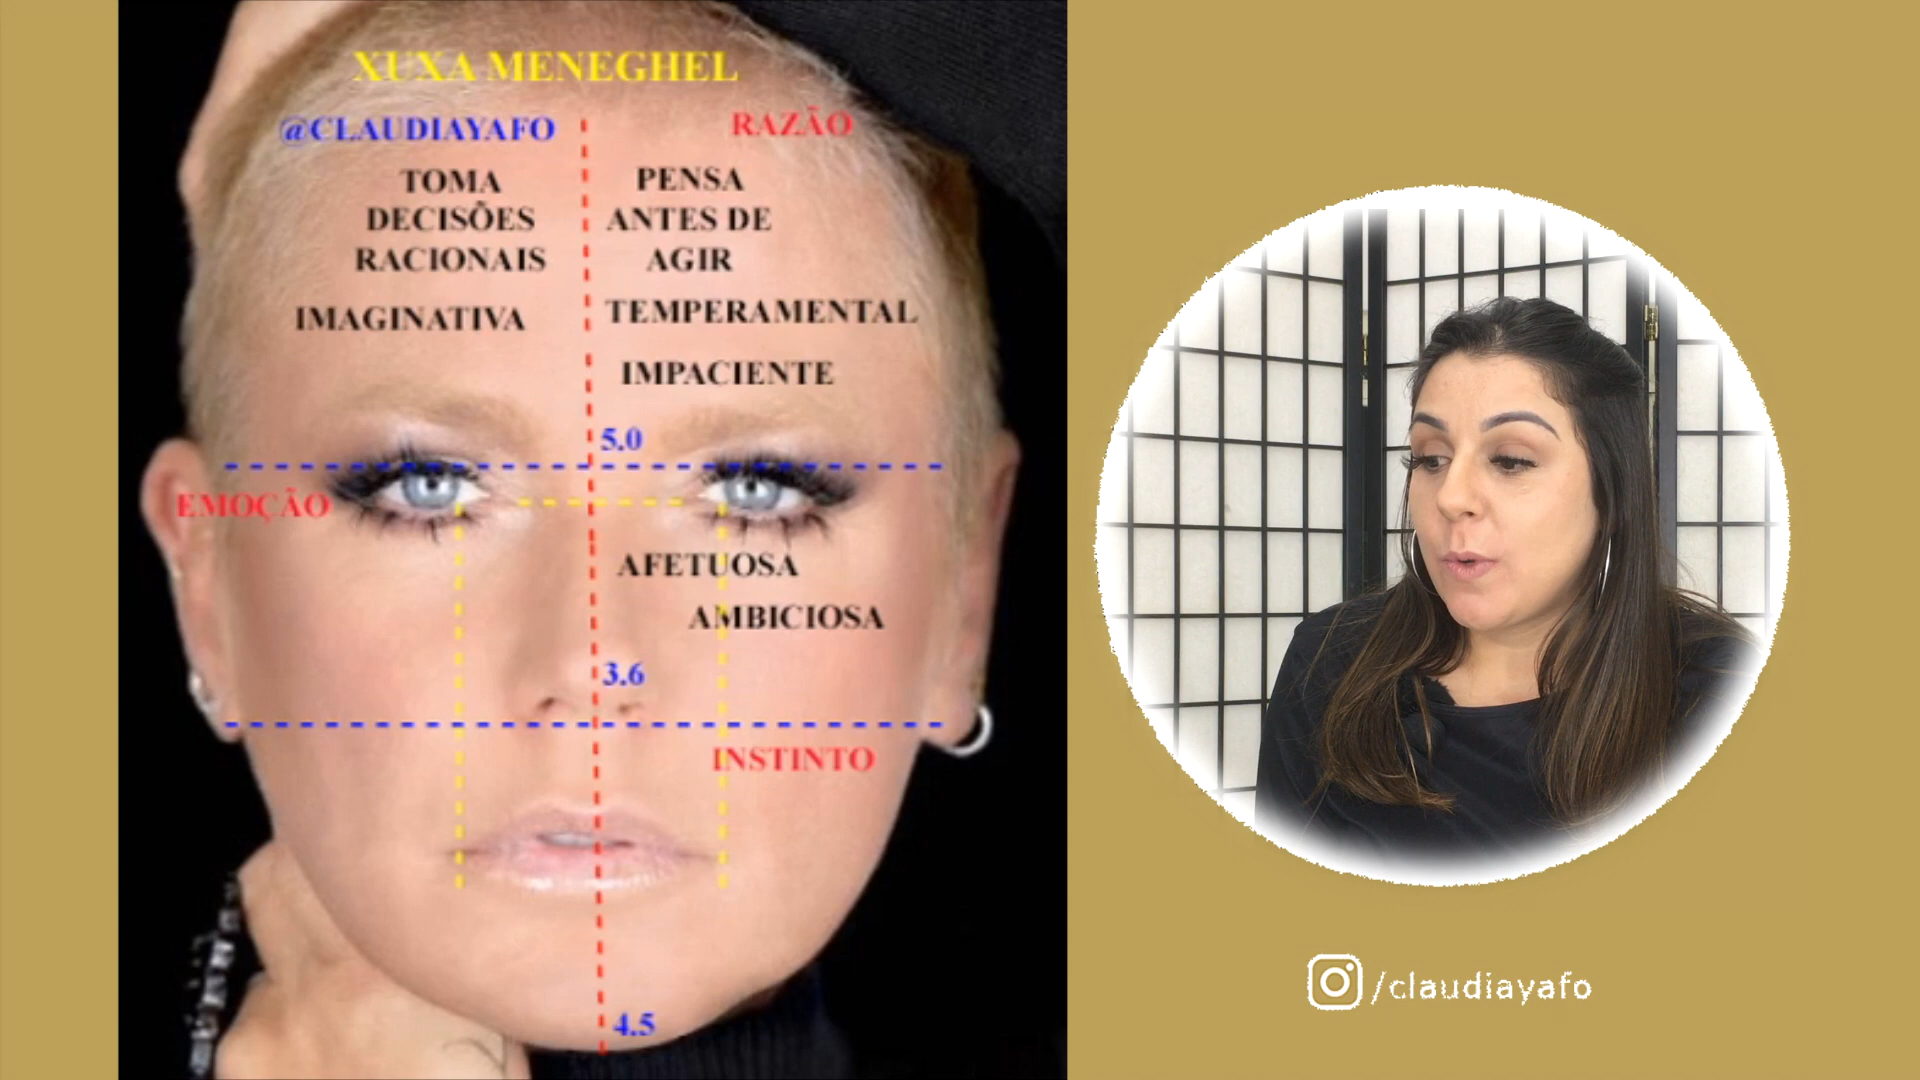 XUXA MENEGHEL
@CLAUDIAYAFO
RAZÃO
TOMA
DECISÕES
RACIONAIS
PENSA
ANTES DE
AGIR
IMAGINATIVA
TEMPERAMENTAL
IMPACIENTE
5.0
EMOÇÃO
AFETUOSA
AMBICIOSA
3.6
INSTINTO
4.5
/claudiayafo